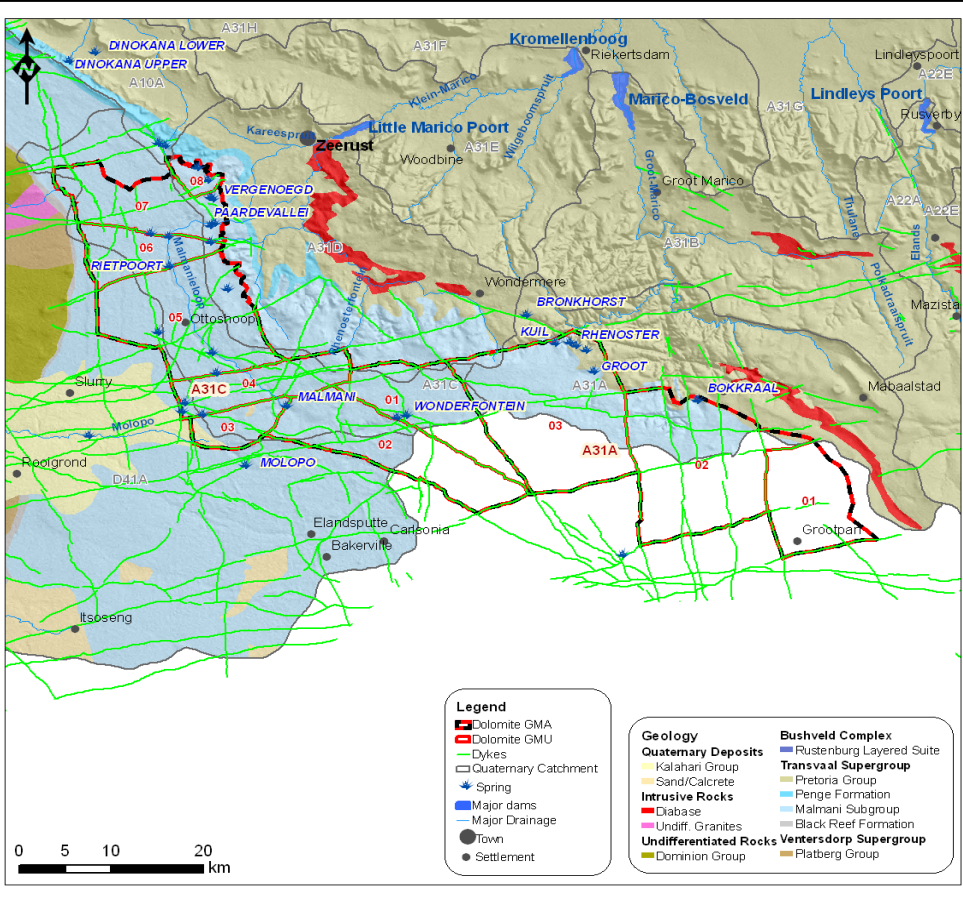 A31H
DINOKANA LOWER
A31F
Kromellenboog
Riekertsdam
Lindleyspoort
DINOKANA UPPER
A22E
A10A
Klein-Marico
Wilgeboomspruit
Marico-Bosveld
A31G
Lindleys Poort
Rusverby
Kareespr
Little Marico Poort
Zeerust
A31E
Woodbine
08
Groot-Marico
Groot Marico
VERGENOEGD
07
Thulane
A22A
A22E
PAARDEVALLEI
Elands
06
Malmanieloop
A31D
A31B
RIETPOORT
Rhenosterfontein
Wondermere
Polkadraaispruit
BRONKHORST
Mazista
05
Ottoshoop
KUIL
RHENOSTER
GROOT
Slurry
A31C
04
A31C
A31A
BOKKRAAL
Mabaalstad
MALMANI
01
WONDERFONTEIN
Molopo
03
02
03
A31A
Roolgrond
MOLOPO
02
D41A
01
Elandsputte
Carlsonia
Grootpan
Bakerville
Itsoseng
Legend
Dolomite GMA
Dolomite GMU
Dykes
Quaternary Catchment
Spring
Major dams
Major Drainage
Town
Settlement
Geology
Quaternary Deposits
Kalahari Group
Sand/Calcrete
Intrusive Rocks
Diabase
Undiff. Granites
Undifferentiated Rocks
Dominion Group
Bushveld Complex
Rustenburg Layered Suite
Transvaal Supergroup
Pretoria Group
Penge Formation
Malmani Subgroup
Black Reef Formation
Ventersdorp Supergroup
Platberg Group
0 5 10 20
km
N